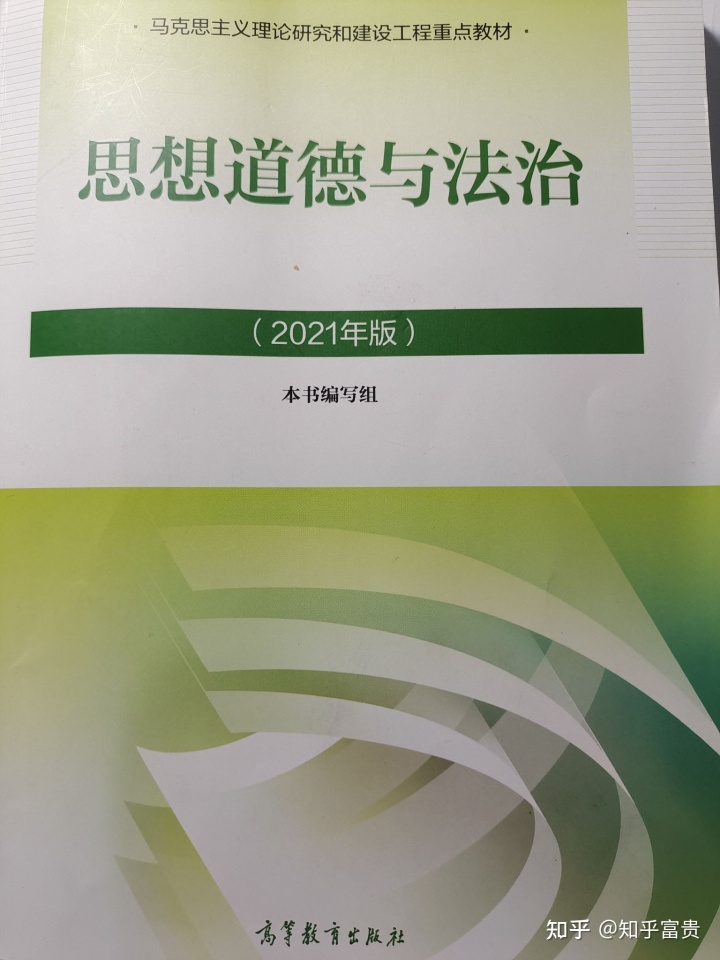 · 马克思主义理论研究和建设工程重点教材 ·
思想道德与法治
（2021年版）
本书编写组
高等教育出版社
知乎 @知乎富贵